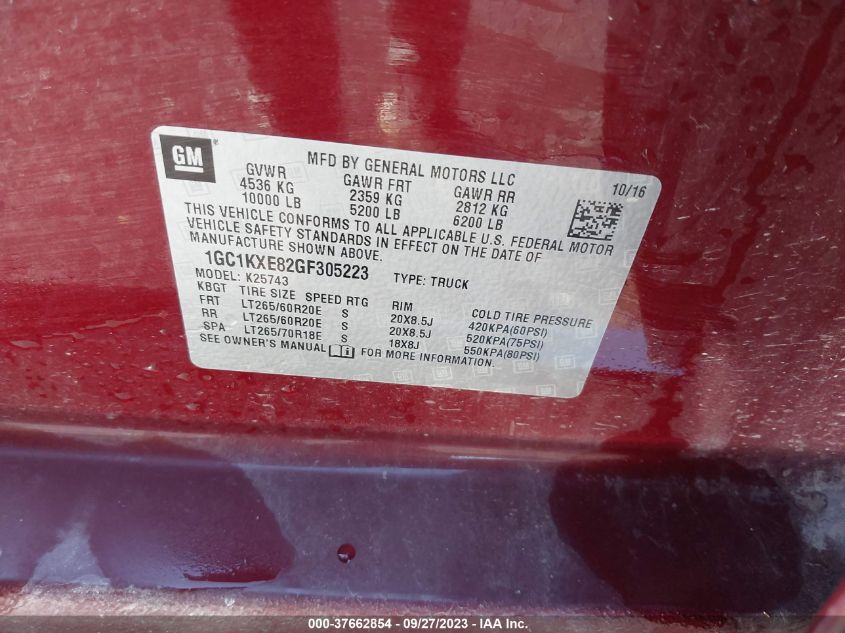 GM
MFD BY GENERAL MOTORS LLC
10/16
GVWR GAWR FRT GAWR RR
4536 KG 2359 KG 2812 KG
10000 LB 5200 LB 6200 LB
THIS VEHICLE CONFORMS TO ALL APPLICABLE U.S. FEDERAL MOTOR
VEHICLE SAFETY STANDARDS IN EFFECT ON THE DATE OF
MANUFACTURE SHOWN ABOVE.
1GC1KXE82GF305223
MODEL: K25743 TYPE: TRUCK
KBGT TIRE SIZE SPEED RTG RIM COLD TIRE PRESSURE
FRT LT265/60R20E S 20X8.5J 420KPA(60PSI)
RR LT265/60R20E S 20X8.5J 520KPA(75PSI)
SPA LT265/70R18E S 18X8J 550KPA(80PSI)
SEE OWNER'S MANUAL FOR MORE INFORMATION.
000-37662854 - 09/27/2023 - IAA Inc.